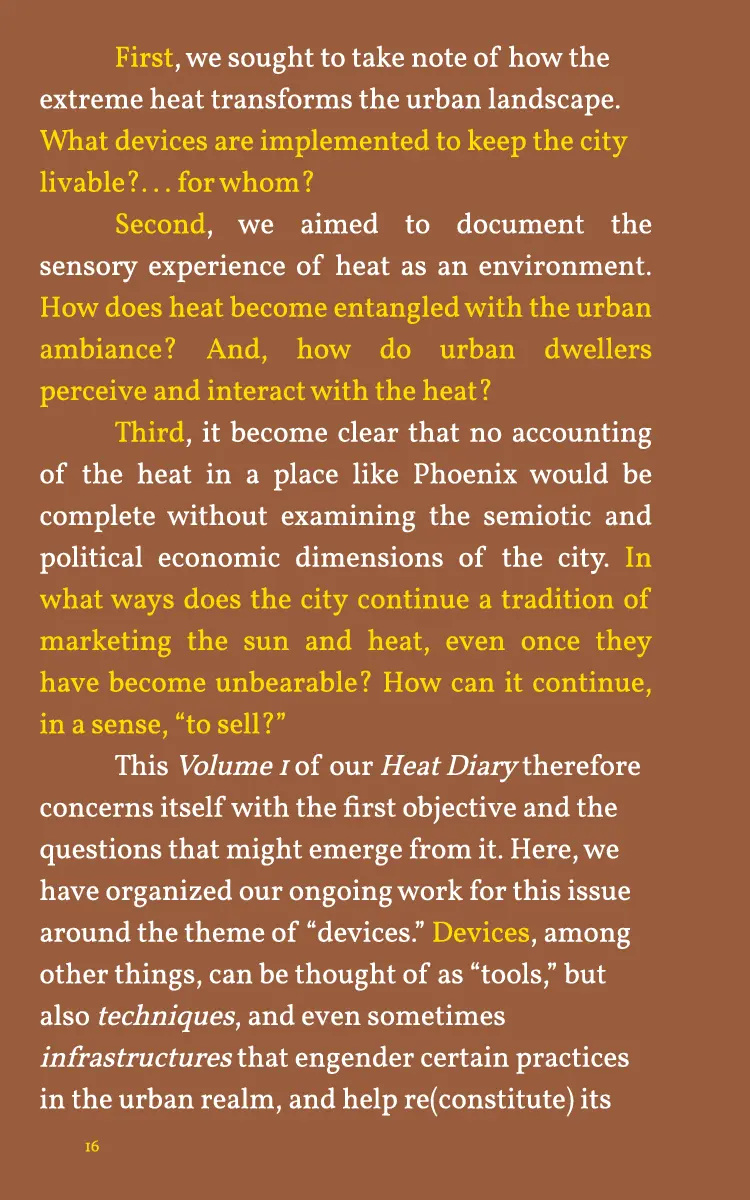 First, we sought to take note of how the
extreme heat transforms the urban landscape.
What devices are implemented to keep the city
livable?... for whom?
Second, we aimed to document the
sensory experience of heat as an environment.
How does heat become entangled with the urban
ambiance? And, how do urban dwellers
perceive and interact with the heat?
Third, it become clear that no accounting
of the heat in a place like Phoenix would be
complete without examining the semiotic and
political economic dimensions of the city. In
what ways does the city continue a tradition of
marketing the sun and heat, even once they
have become unbearable? How can it continue,
in a sense, “to sell?”
This Volume 1 of our Heat Diary therefore
concerns itself with the first objective and the
questions that might emerge from it. Here, we
have organized our ongoing work for this issue
around the theme of “devices.” Devices, among
other things, can be thought of as “tools,” but
also techniques, and even sometimes
infrastructures that engender certain practices
in the urban realm, and help re(constitute) its
16